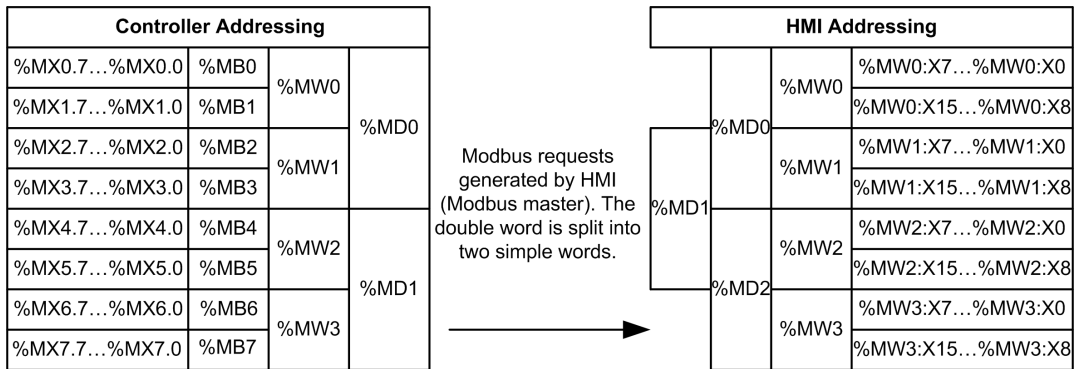 Controller Addressing
%MX0.7...%MX0.0 %MB0 %MW0 %MD0
%MX1.7...%MX1.0 %MB1
%MX2.7...%MX2.0 %MB2 %MW1
%MX3.7...%MX3.0 %MB3
%MX4.7...%MX4.0 %MB4 %MW2 %MD1
%MX5.7...%MX5.0 %MB5
%MX6.7...%MX6.0 %MB6 %MW3
%MX7.7...%MX7.0 %MB7
Modbus requests
generated by HMI
(Modbus master). The
double word is split into
two simple words.
HMI Addressing
%MD0 %MW0 %MW0:X7...%MW0:X0
%MW0:X15...%MW0:X8
%MD1 %MW1 %MW1:X7...%MW1:X0
%MW1:X15...%MW1:X8
%MD2 %MW2 %MW2:X7...%MW2:X0
%MW2:X15...%MW2:X8
%MW3 %MW3:X7...%MW3:X0
%MW3:X15...%MW3:X8